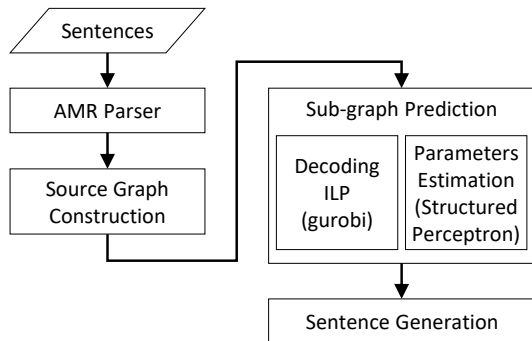 Sentences
AMR Parser
Source Graph
Construction
Sub-graph Prediction
Decoding
ILP
(gurobi)
Parameters
Estimation
(Structured
Perceptron)
Sentence Generation